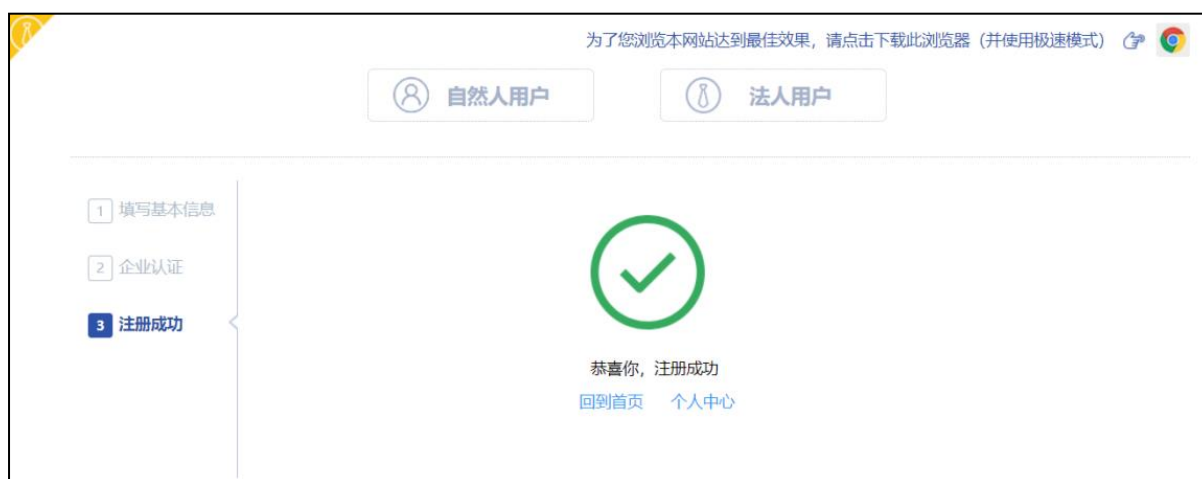 为了您浏览本网站达到最佳效果，请点击下载此浏览器（并使用极速模式）
自然人用户 法人用户
1 填写基本信息
2 企业认证
3 注册成功
恭喜你，注册成功
回到首页 个人中心